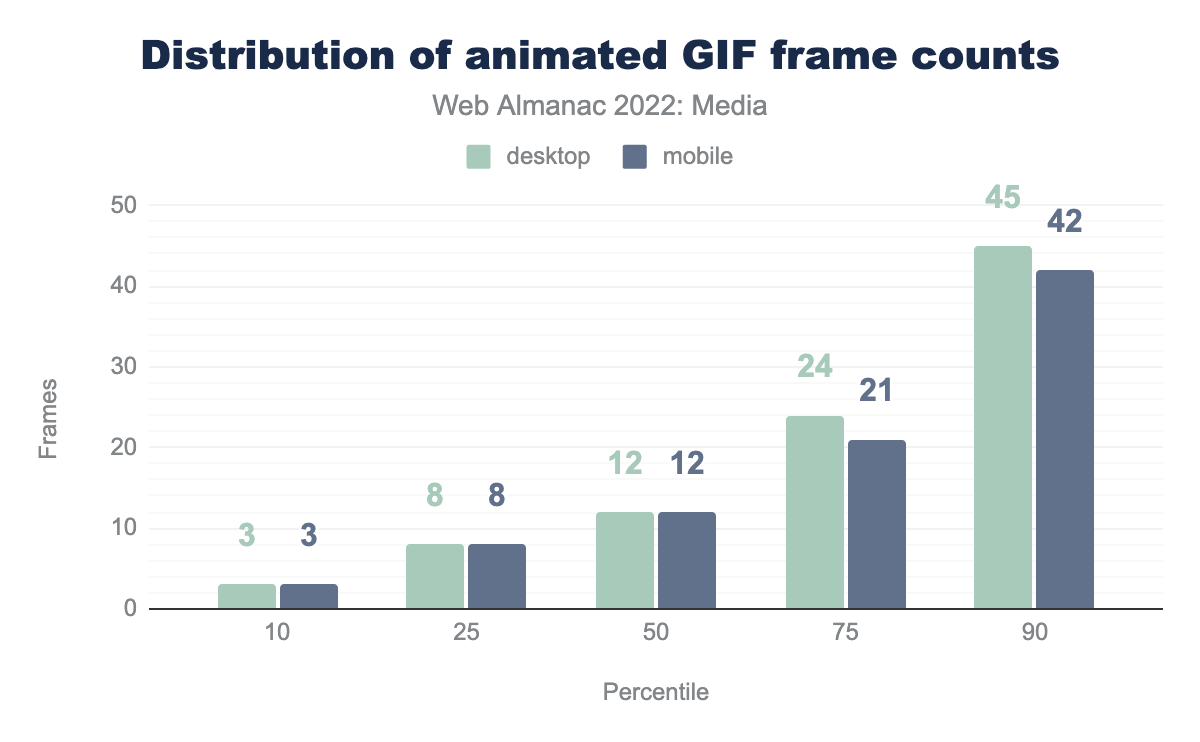 Distribution of animated GIF frame counts
Web Almanac 2022: Media
desktop mobile
50
40
30
20
10
0
Frames
3 3
8 8
12 12
24 21
45 42
10 25 50 75 90
Percentile